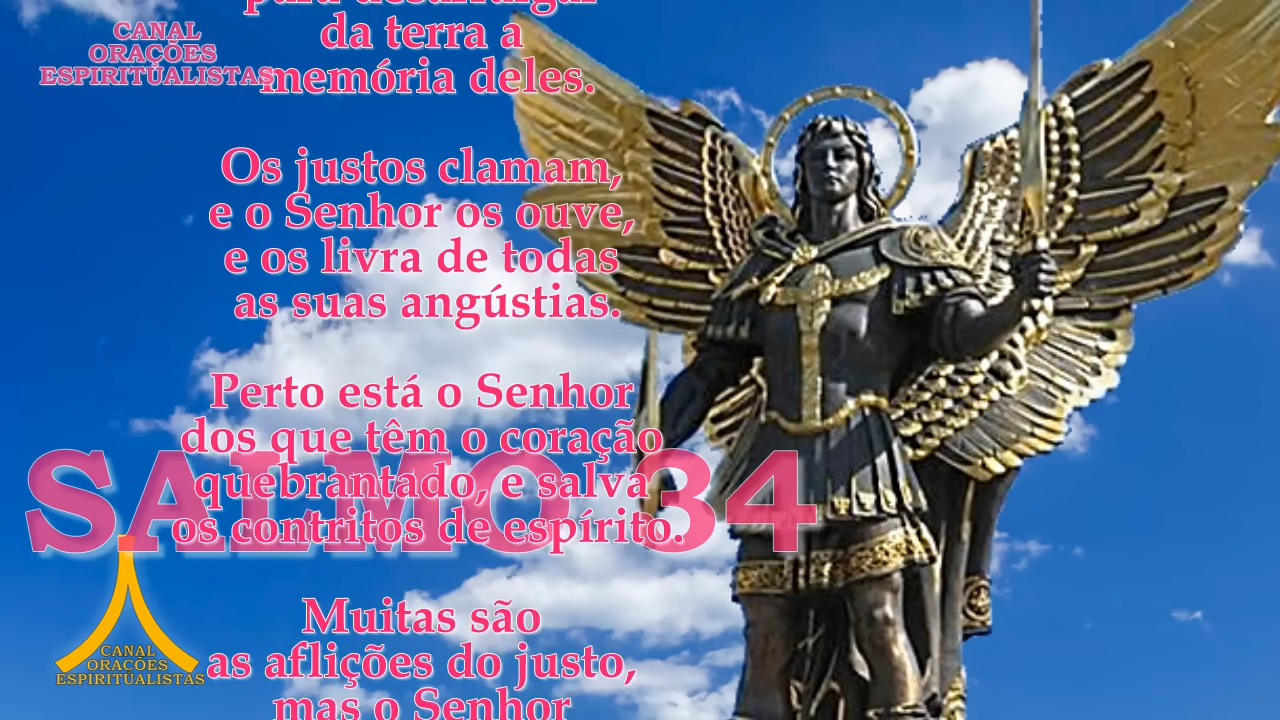 CANAL
ORAÇÕES
ESPIRITUALISTAS
para desarraigar
da terra a
memória deles.
Os justos clamam,
e o Senhor os ouve,
e os livra de todas
as suas angústias.
Perto está o Senhor
dos que têm o coração
quebrantado, e salva
os contritos de espírito.
SALMO 34
Muitas são
as aflições do justo,
mas o Senhor
CANAL
ORAÇÕES
ESPIRITUALISTAS